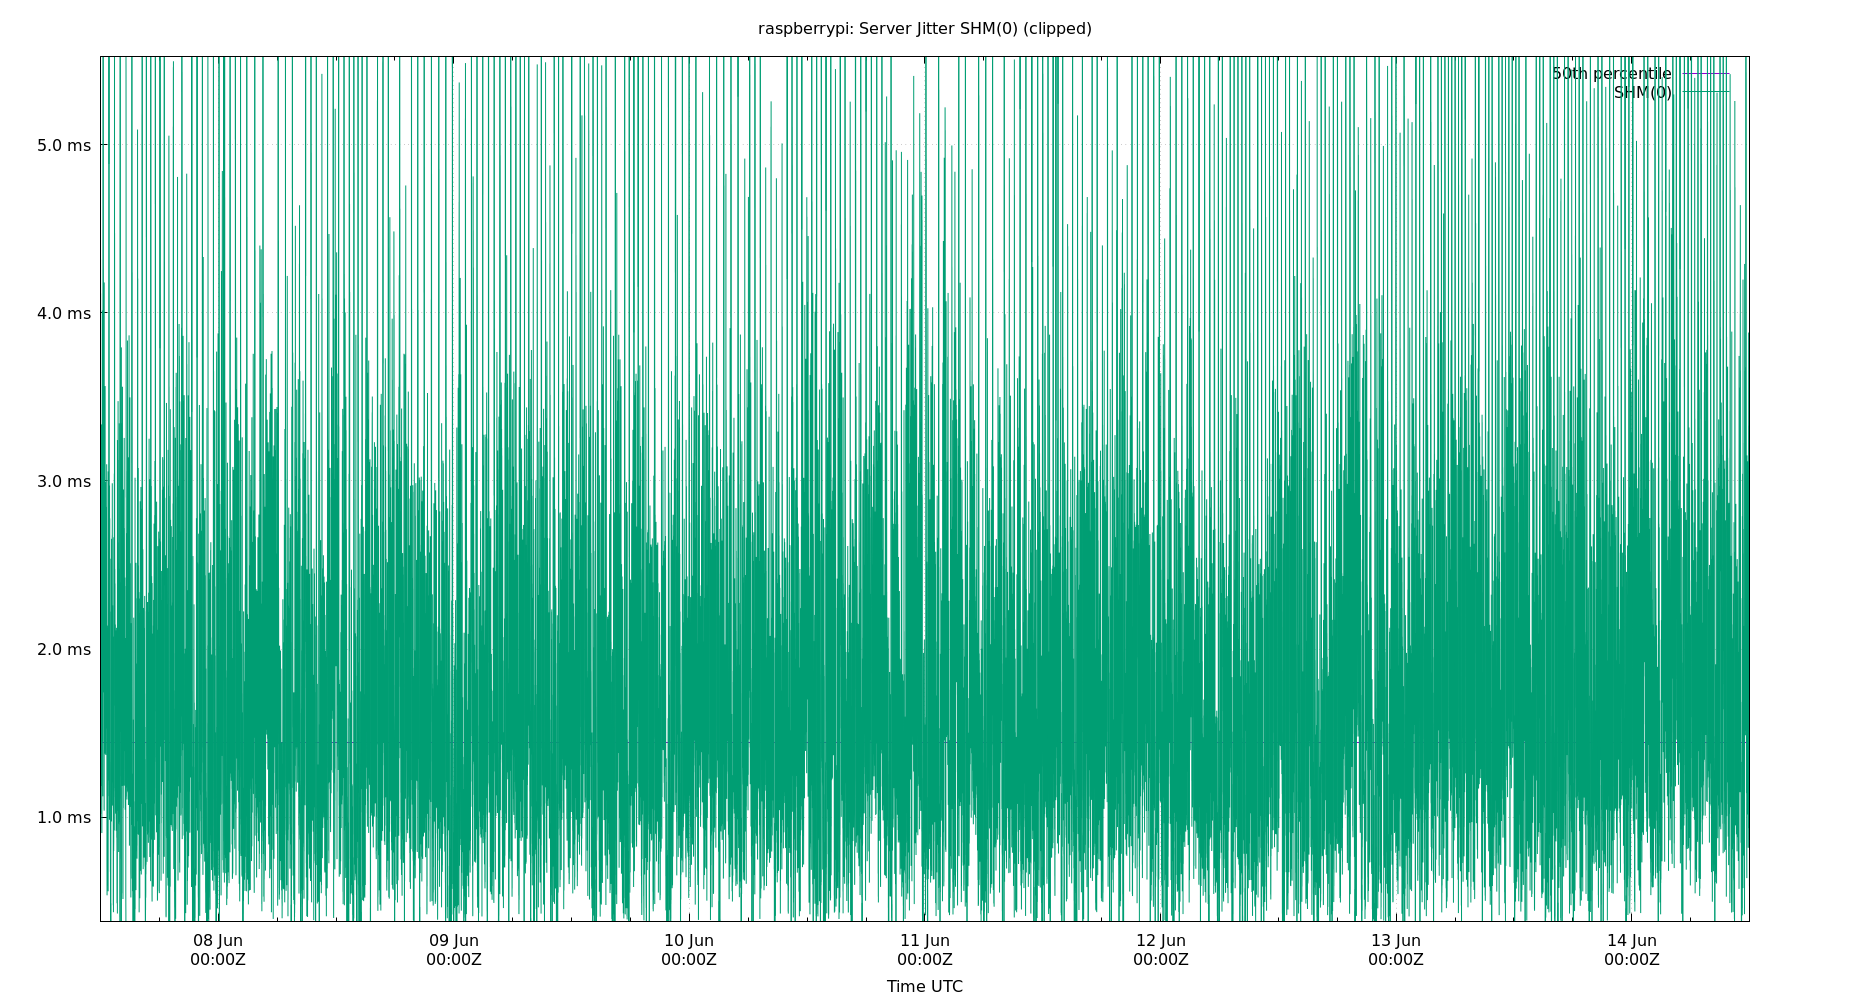 raspberrypi: Server Jitter SHM(0) (clipped)
50th percentile
SHM(0)
5.0 ms
4.0 ms
3.0 ms
2.0 ms
1.0 ms
08 Jun 09 Jun 10 Jun 11 Jun 12 Jun 13 Jun 14 Jun
00:00Z 00:00Z 00:00Z 00:00Z 00:00Z 00:00Z 00:00Z
Time UTC